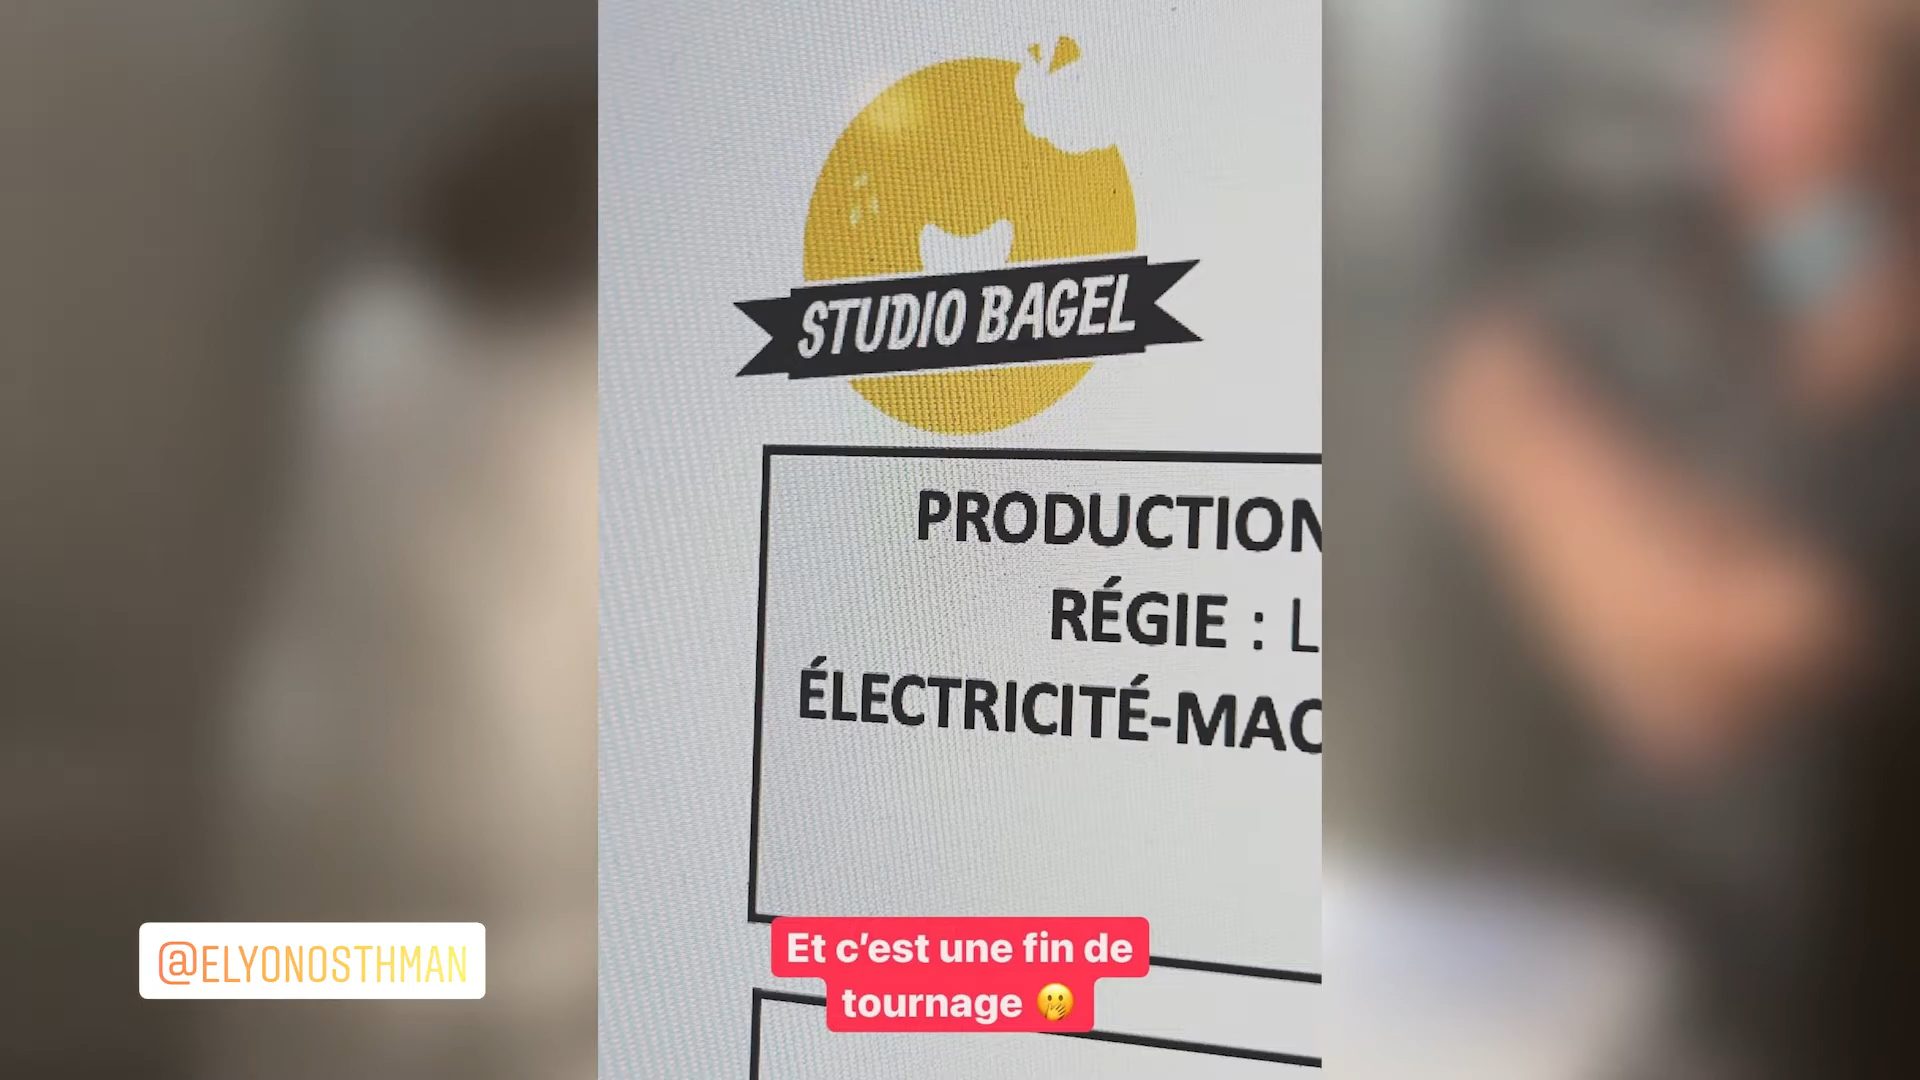 STUDIO BAGEL
PRODUCTION
RÉGIE : L
ÉLECTRICITÉ-MAC
Et c’est une fin de
tournage 🤭
@ELYONOSTHMAN